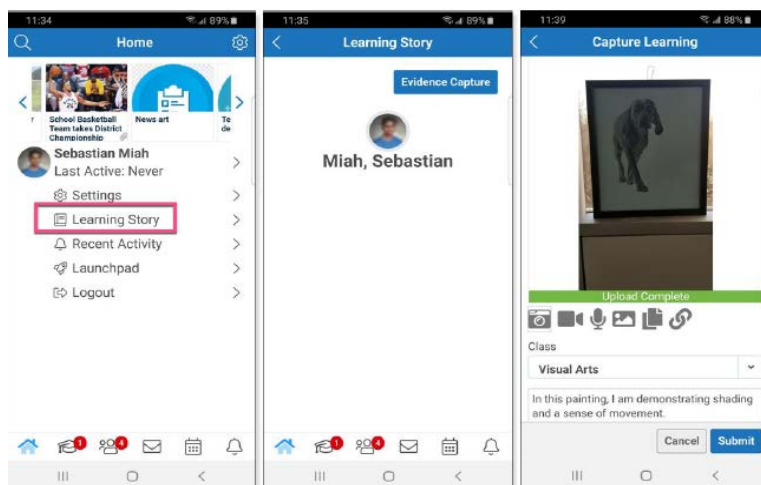 11:34
89%
Home
School Basketball
Team takes District
Championship
News art
Te
de
Sebastian Miah
Last Active: Never
Settings
Learning Story
Recent Activity
Launchpad
Logout
1
4
11:35
89%
Learning Story
Evidence Capture
Miah, Sebastian
1
4
11:39
88%
Capture Learning
Upload Complete
Class
Visual Arts
In this painting, I am demonstrating shading
and a sense of movement.
Cancel
Submit